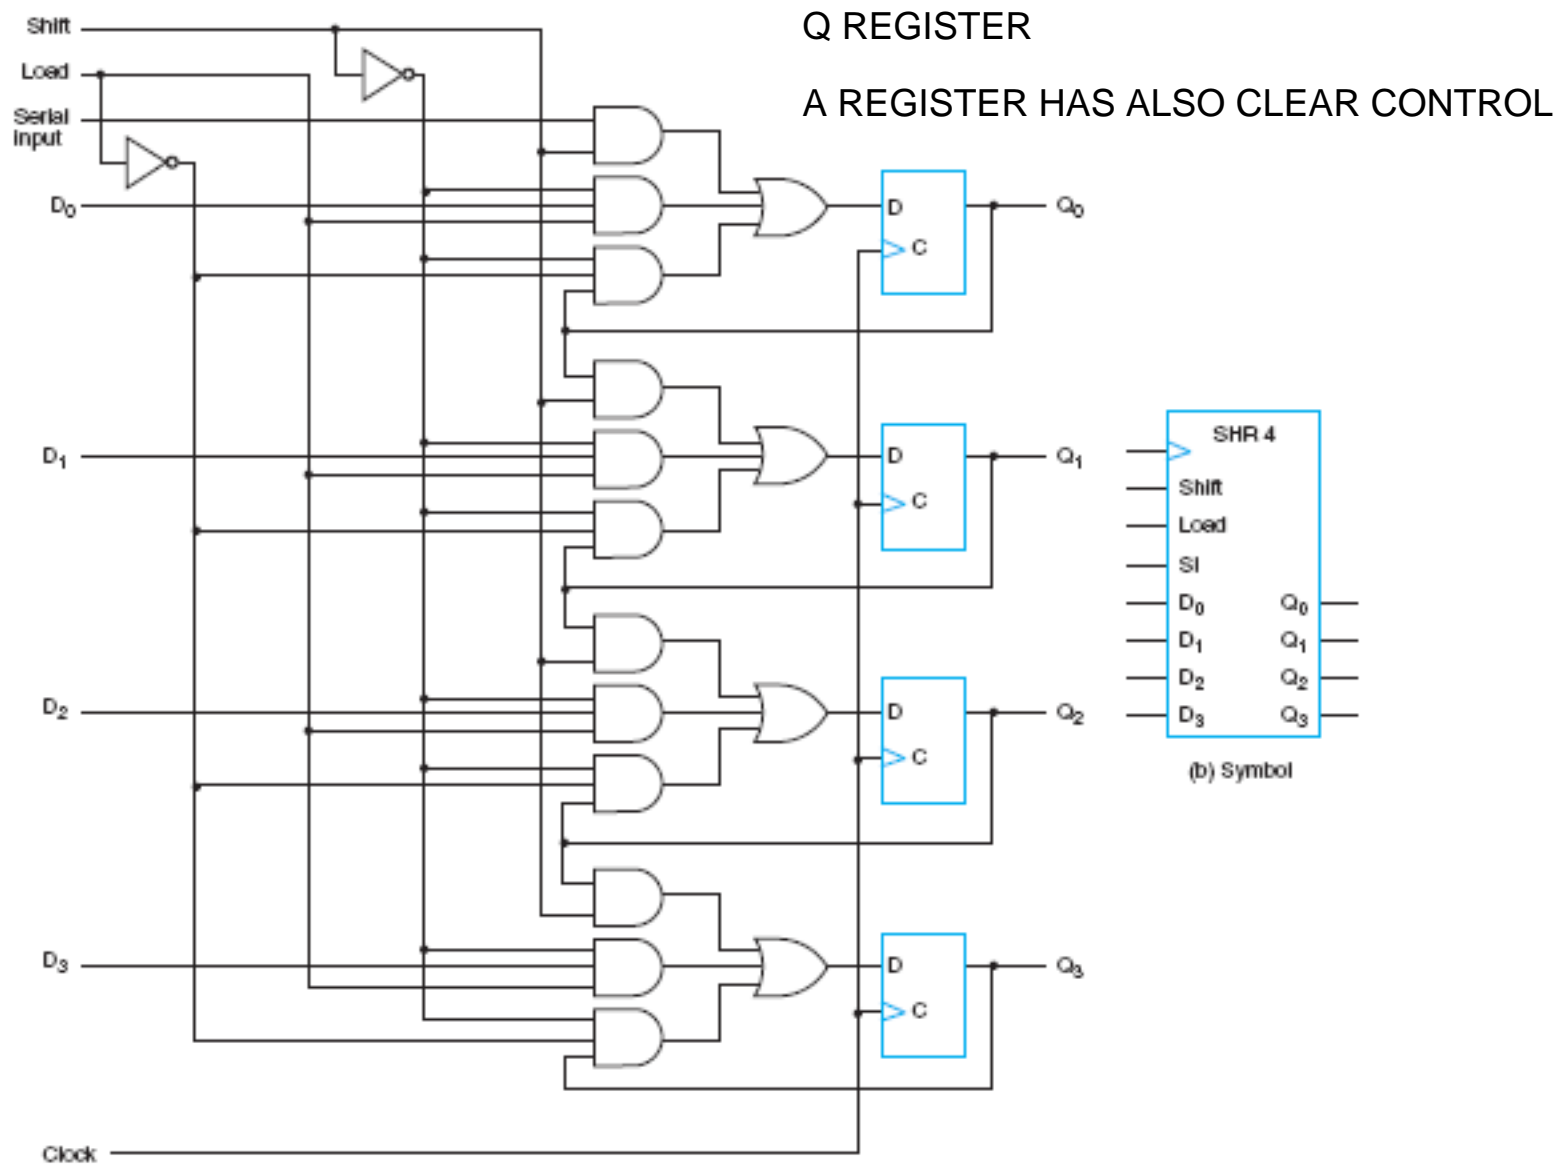 Q REGISTER
A REGISTER HAS ALSO CLEAR CONTROL
Shift
Load
Serial
Input
D0
D
C
Q0
D1
D
C
Q1
D2
D
C
Q2
D3
D
C
Q3
Clock
SHR 4
Shift
Load
SI
D0 Q0
D1 Q1
D2 Q2
D3 Q3
(b) Symbol